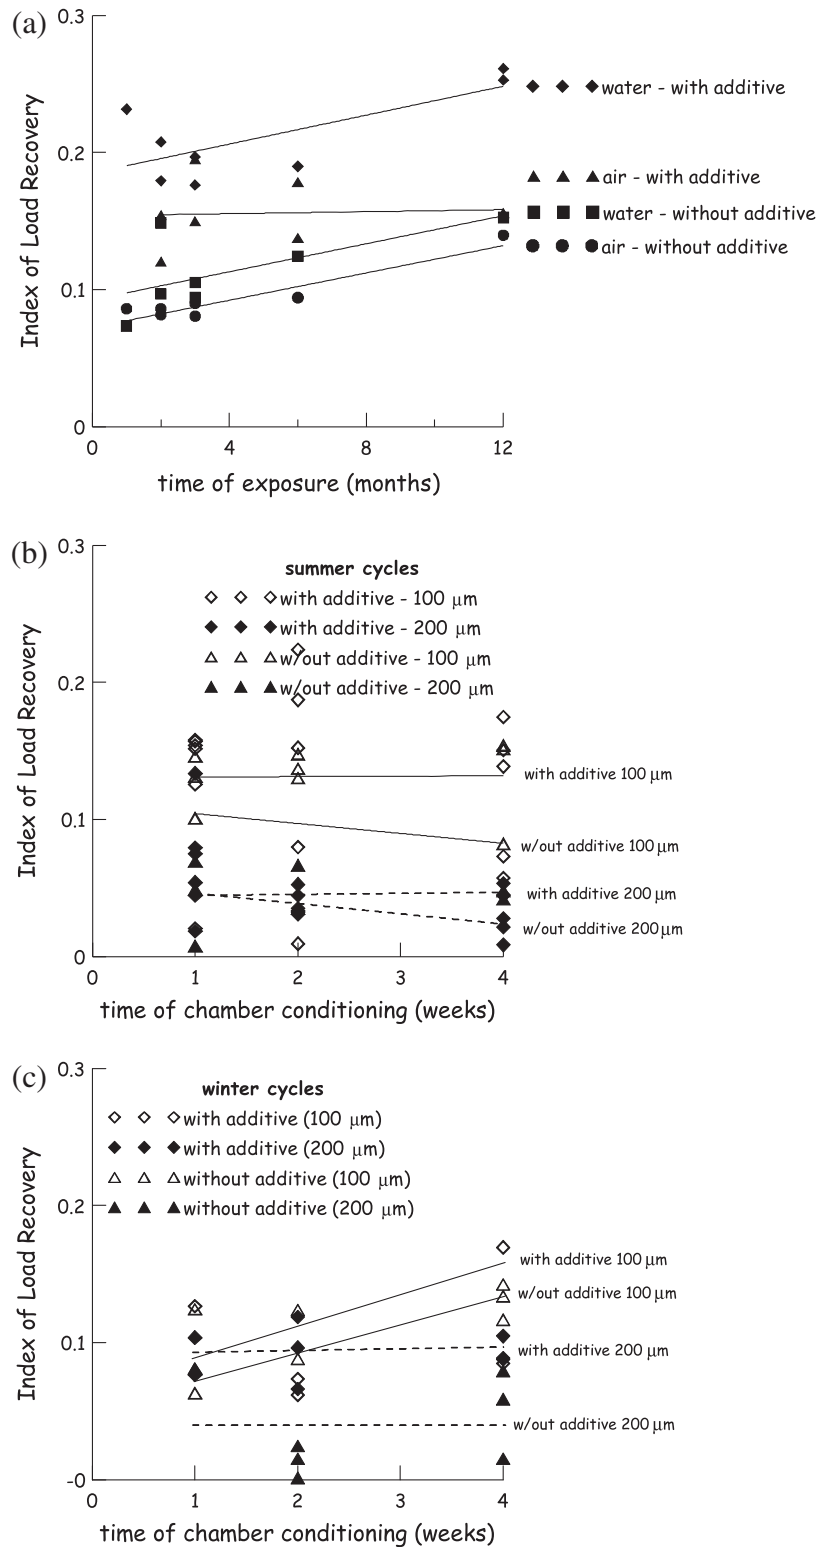 (a)
0.3
0.2
0.1
0
Index of Load Recovery
water - with additive
air - with additive
water - without additive
air - without additive
0 4 8 12
time of exposure (months)
(b)
0.3
0.2
0.1
0
Index of Load Recovery
summer cycles
with additive - 100 μm
with additive - 200 μm
w/out additive - 100 μm
w/out additive - 200 μm
with additive 100 μm
w/out additive 100 μm
with additive 200 μm
w/out additive 200 μm
0 1 2 3 4
time of chamber conditioning (weeks)
(c)
0.3
0.2
0.1
-0
Index of Load Recovery
winter cycles
with additive (100 μm)
with additive (200 μm)
without additive (100 μm)
without additive (200 μm)
with additive 100 μm
w/out additive 100 μm
with additive 200 μm
w/out additive 200 μm
0 1 2 3 4
time of chamber conditioning (weeks)